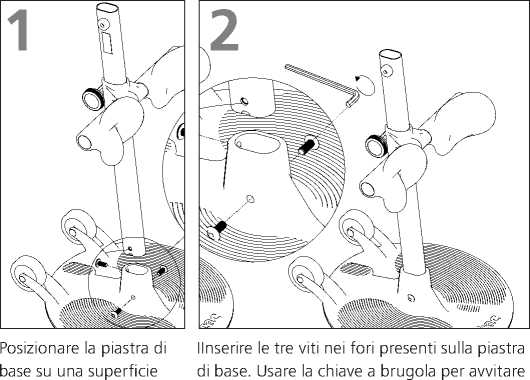 1
2
Posizionare la piastra di
base su una superficie
IInserire le tre viti nei fori presenti sulla piastra
di base. Usare la chiave a brugola per avvitare